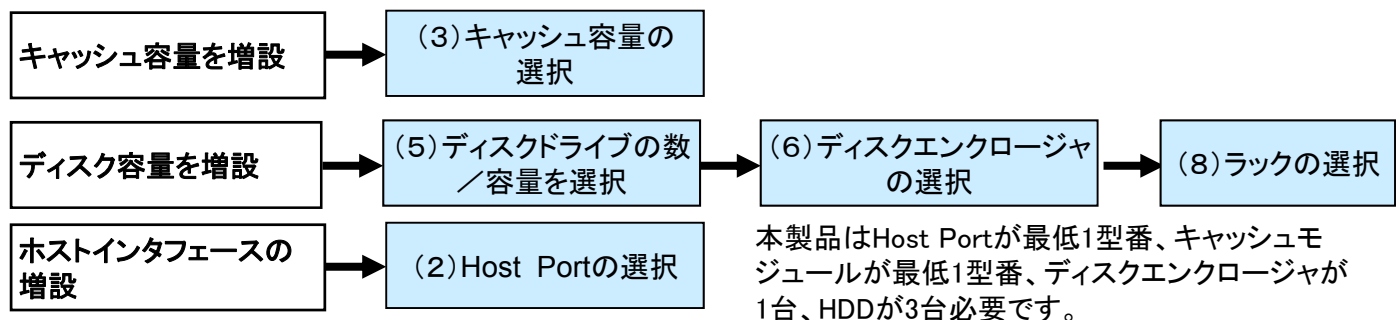 キャッシュ容量を増設
(3)キャッシュ容量の
選択
ディスク容量を増設
(5)ディスクドライブの数
/容量を選択
(6)ディスクエンクロージャ
の選択
(8)ラックの選択
ホストインタフェースの
増設
(2)Host Portの選択
本製品はHost Portが最低1型番、キャッシュモ
ジュールが最低1型番、ディスクエンクロージャが
1台、HDDが3台必要です。